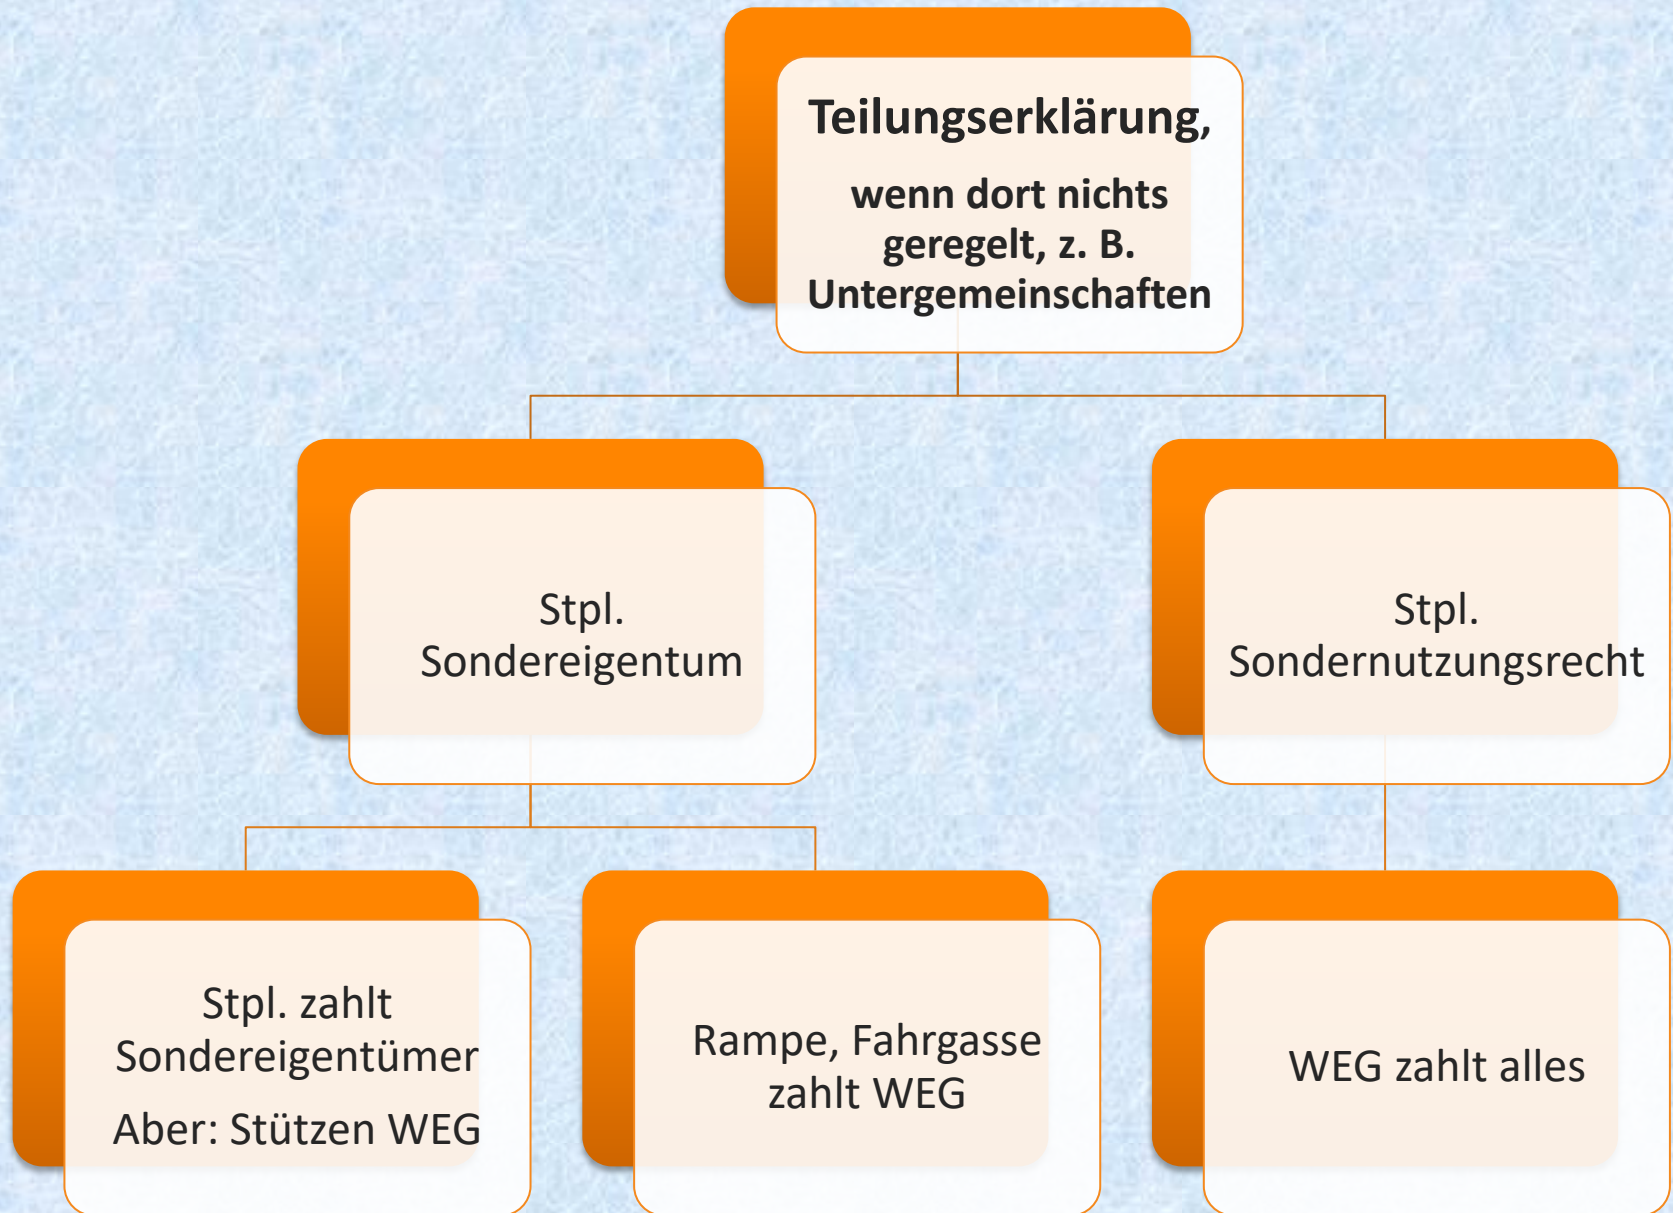 Teilungserklärung,
wenn dort nichts
geregelt, z. B.
Untergemeinschaften
Stpl.
Sondereigentum
Stpl.
Sondernutzungsrecht
Stpl. zahlt
Sondereigentümer
Aber: Stützen WEG
Rampe, Fahrgasse
zahlt WEG
WEG zahlt alles